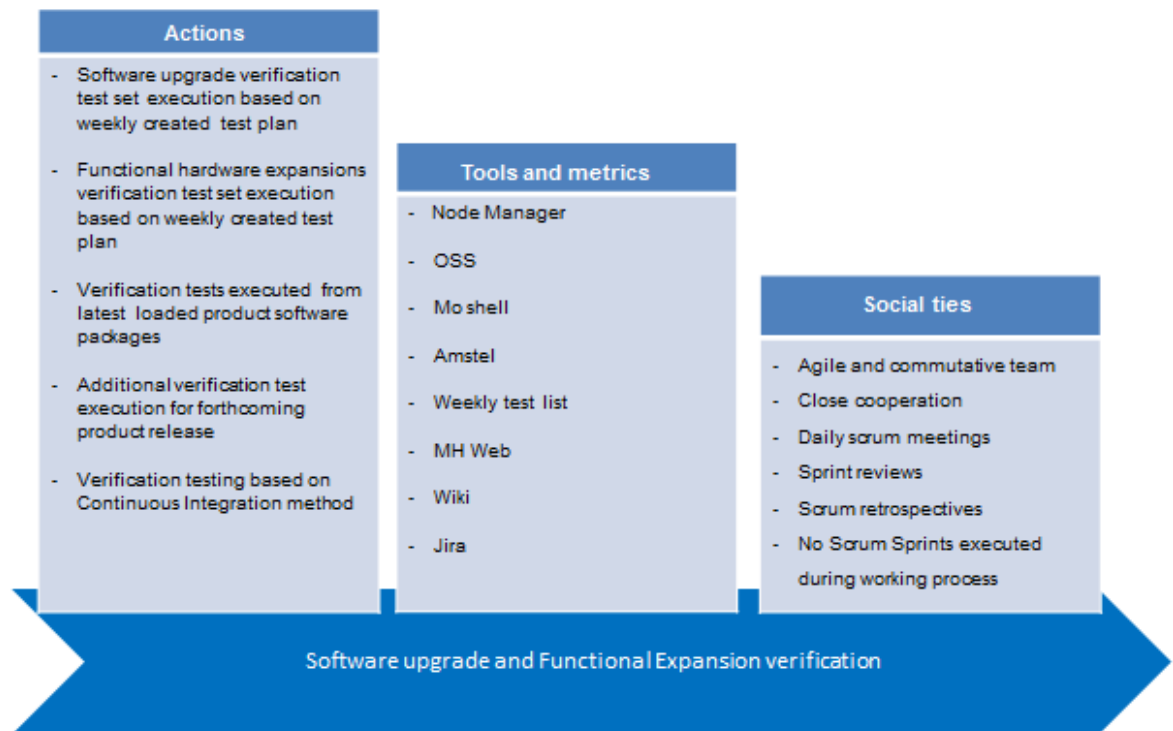 Actions
- Software upgrade verification
test set execution based on
weekly created test plan
- Functional hardware expansions
verification test set execution
based on weekly created test
plan
- Verification tests executed from
latest loaded product software
packages
- Additional verification test
execution for forthcoming
product release
- Verification testing based on
Continuous Integration method
Tools and metrics
- Node Manager
- OSS
- Mo shell
- Amstel
- Weekly test list
- MH Web
- Wiki
- Jira
Social ties
- Agile and commutative team
- Close cooperation
- Daily scrum meetings
- Sprint reviews
- Scrum retrospectives
- No Scrum Sprints executed
during working process
Software upgrade and Functional Expansion verification